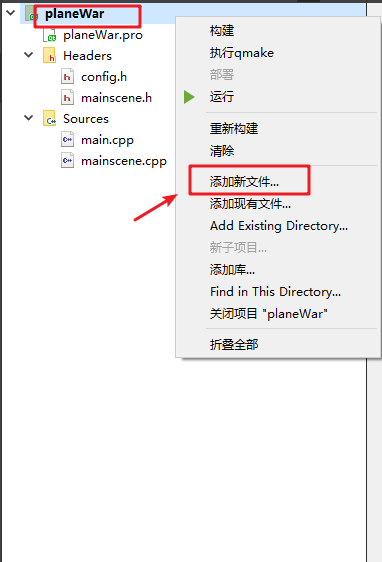 planeWar
planeWar.pro
Headers
config.h
mainscene.h
Sources
main.cpp
mainscene.cpp
构建
执行qmake
部署
运行
重新构建
清除
添加新文件...
添加现有文件...
Add Existing Directory...
新子项目...
添加库...
Find in This Directory...
关闭项目 "planeWar"
折叠全部